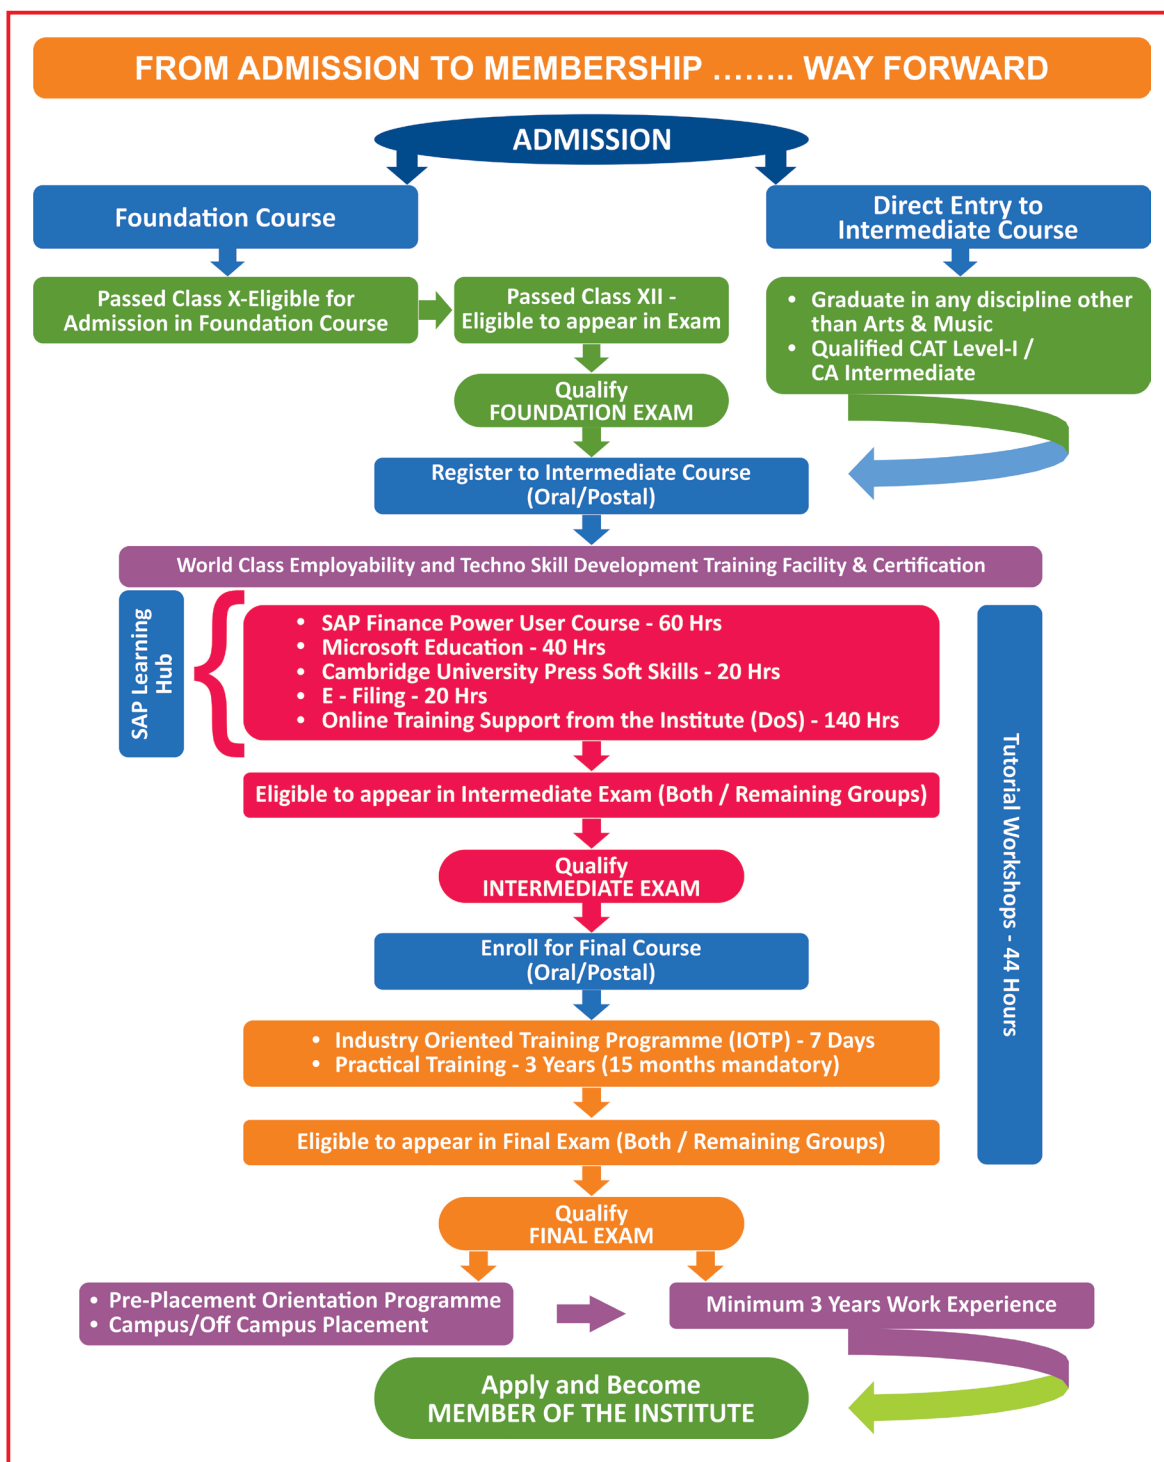 FROM ADMISSION TO MEMBERSHIP ........ WAY FORWARD
ADMISSION
Foundation Course
Direct Entry to
Intermediate Course
Passed Class X-Eligible for
Admission in Foundation Course
Passed Class XII -
Eligible to appear in Exam
• Graduate in any discipline other
than Arts & Music
• Qualified CAT Level-I /
CA Intermediate
Qualify
FOUNDATION EXAM
Register to Intermediate Course
(Oral/Postal)
World Class Employability and Techno Skill Development Training Facility & Certification
SAP Learning
Hub
• SAP Finance Power User Course - 60 Hrs
• Microsoft Education - 40 Hrs
• Cambridge University Press Soft Skills - 20 Hrs
• E - Filing - 20 Hrs
• Online Training Support from the Institute (DoS) - 140 Hrs
Tutorial Workshops - 44 Hours
Eligible to appear in Intermediate Exam (Both / Remaining Groups)
Qualify
INTERMEDIATE EXAM
Enroll for Final Course
(Oral/Postal)
• Industry Oriented Training Programme (IOTP) - 7 Days
• Practical Training - 3 Years (15 months mandatory)
Eligible to appear in Final Exam (Both / Remaining Groups)
Qualify
FINAL EXAM
• Pre-Placement Orientation Programme
• Campus/Off Campus Placement
Minimum 3 Years Work Experience
Apply and Become
MEMBER OF THE INSTITUTE